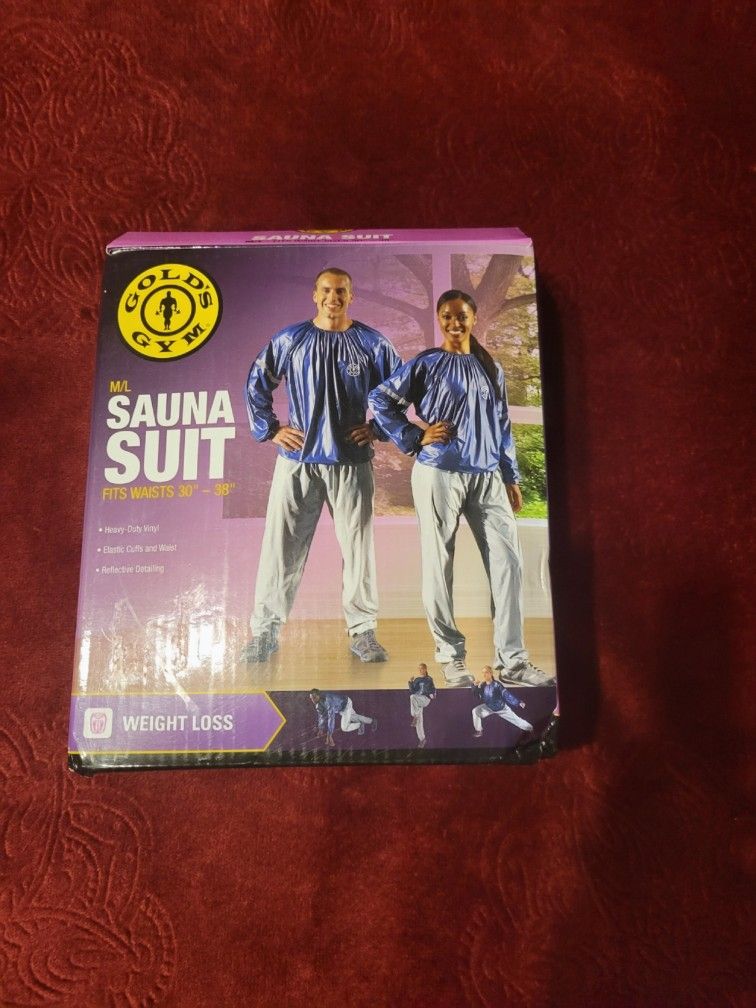 SAUNA SUIT
GOLD'S
GYM
M/L
SAUNA
SUIT
FITS WAISTS 30" – 38"
• Heavy-Duty Vinyl
• Elastic Cuffs and Waist
• Reflective Detailing
WEIGHT LOSS